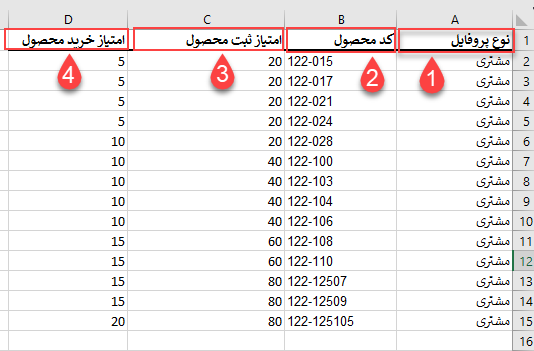 A B C D
1 نوع پروفایل کد محصول امتیاز ثبت محصول امتیاز خرید محصول
1 2 3 4
2 مشتری 122-015 20 5
3 مشتری 122-017 20 5
4 مشتری 122-021 20 5
5 مشتری 122-024 20 5
6 مشتری 122-028 20 10
7 مشتری 122-100 40 10
8 مشتری 122-103 40 10
9 مشتری 122-104 40 10
10 مشتری 122-106 40 10
11 مشتری 122-108 60 15
12 مشتری 122-110 60 15
13 مشتری 122-12507 80 15
14 مشتری 122-12509 80 15
15 مشتری 122-125105 80 20
16